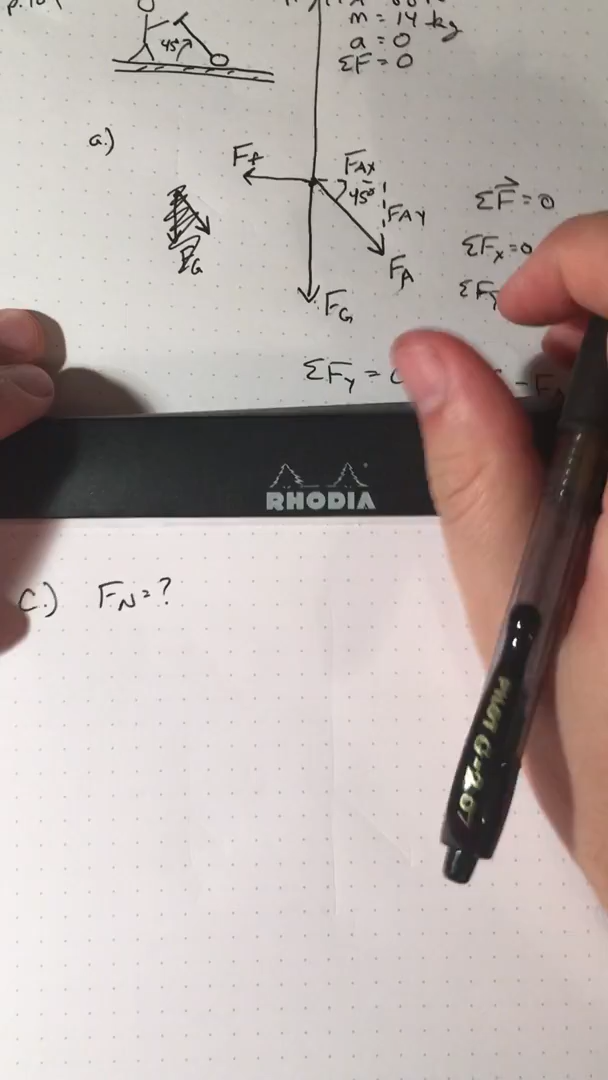 m = 14 kg
a = 0
ΣF = 0
45°
a.)
Ff
FAX
45°
FAY
FA
FG
FG
ΣF = 0
ΣFx = 0
ΣFy
ΣFy =
RHODIA
C.) FN = ?
PILOT G-2 07